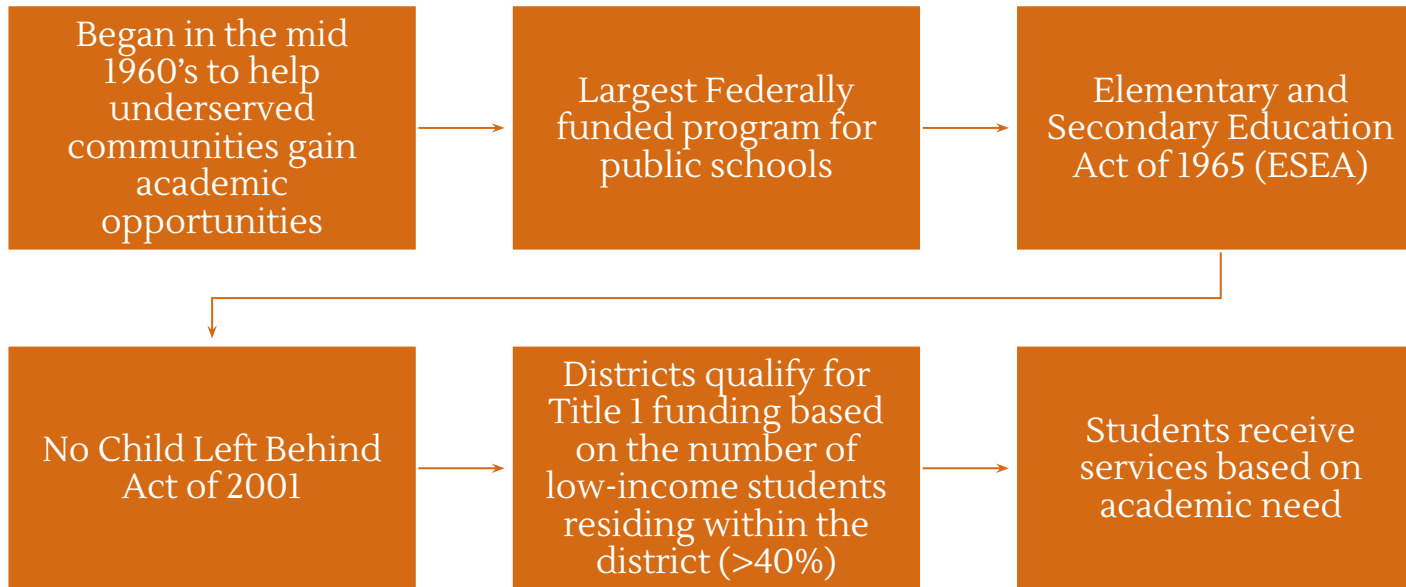 Began in the mid
1960’s to help
underserved
communities gain
academic
opportunities
Largest Federally
funded program for
public schools
Elementary and
Secondary Education
Act of 1965 (ESEA)
No Child Left Behind
Act of 2001
Districts qualify for
Title 1 funding based
on the number of
low-income students
residing within the
district (>40%)
Students receive
services based on
academic need